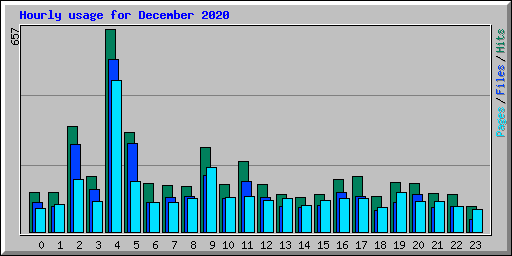 Hourly usage for December 2020
657
Pages / Files / Hits
0 1 2 3 4 5 6 7 8 9 10 11 12 13 14 15 16 17 18 19 20 21 22 23